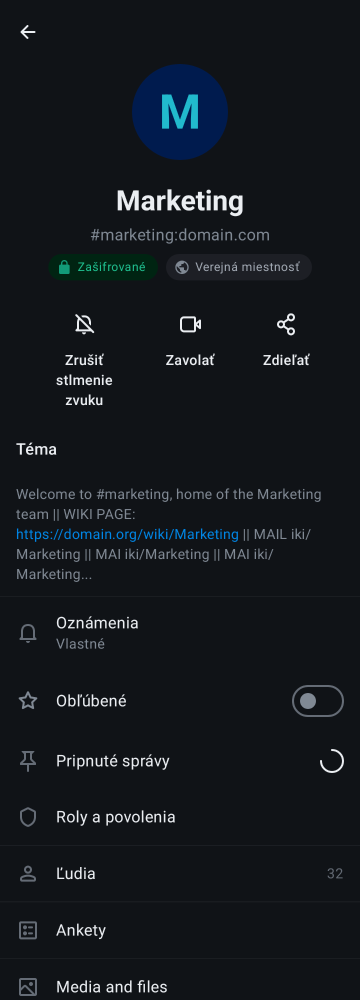 M
Marketing
#marketing:domain.com
Zašifrované
Verejná miestnosť
Zrušiť
stlmenie
zvuku
Zavolať
Zdieľať
Téma
Welcome to #marketing, home of the Marketing
team || WIKI PAGE:
https://domain.org/wiki/Marketing || MAIL iki/
Marketing || MAI iki/Marketing || MAI iki/
Marketing...
Oznámenia
Vlastné
Obľúbené
Pripnuté správy
Roly a povolenia
Ľudia 32
Ankety
Media and files